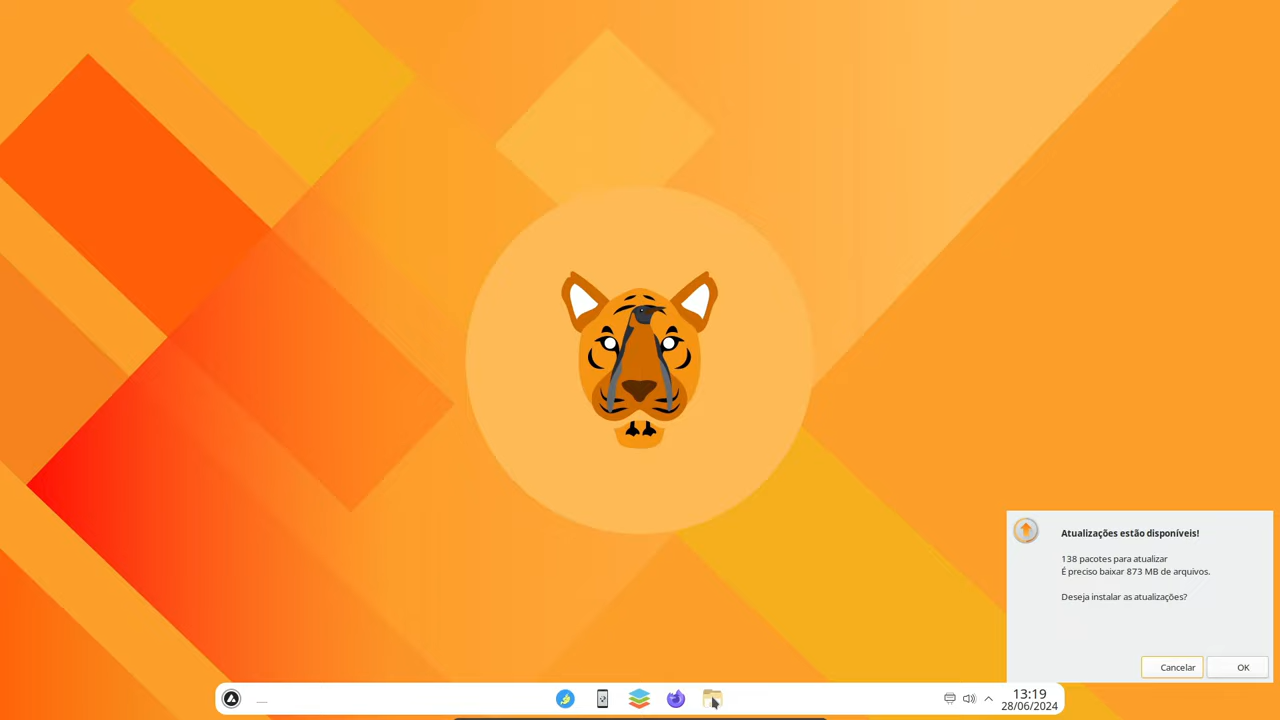 Atualizações estão disponíveis!
138 pacotes para atualizar
É preciso baixar 873 MB de arquivos.
Deseja instalar as atualizações?
Cancelar
OK
13:19
28/06/2024